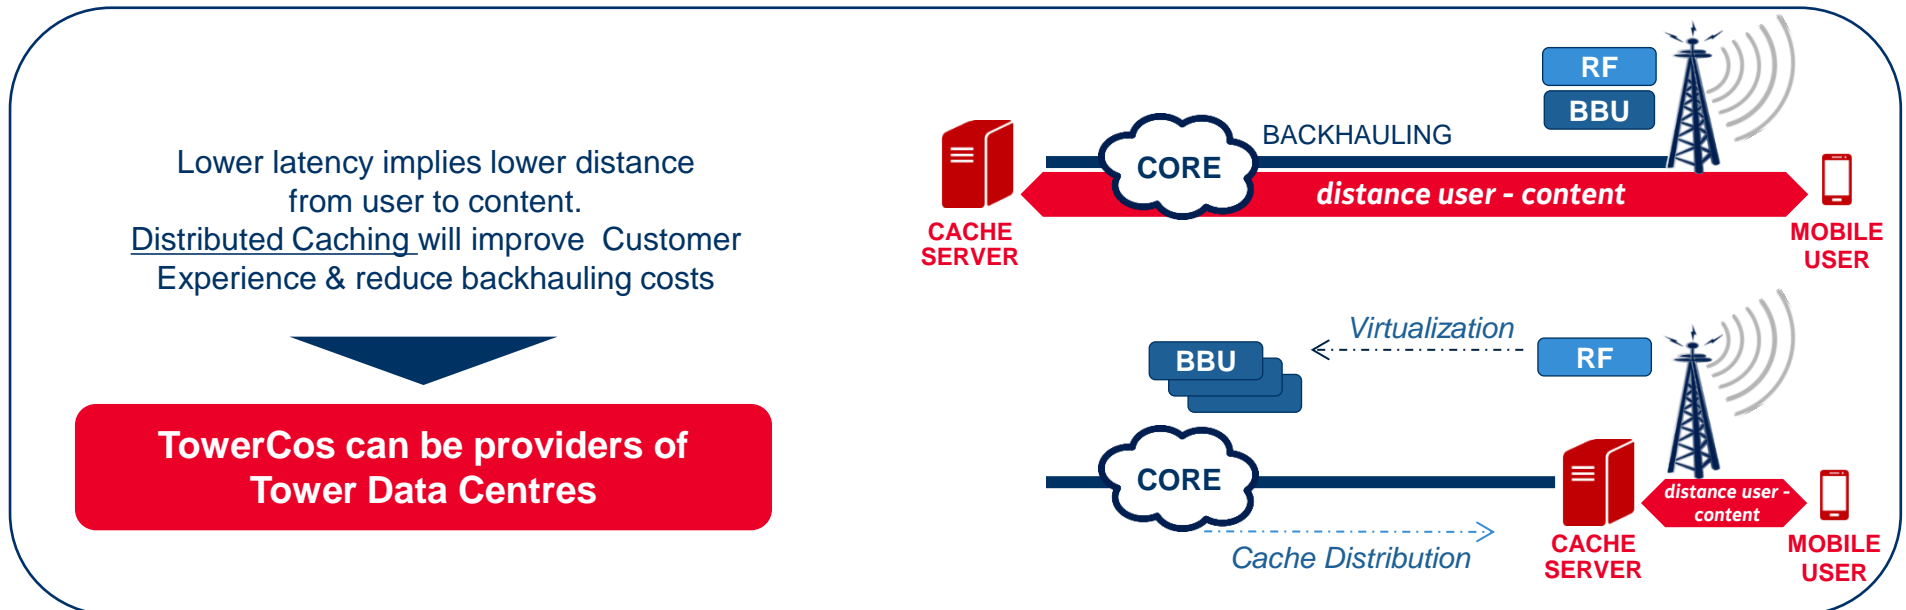 Lower latency implies lower distance
from user to content.
Distributed Caching will improve Customer
Experience & reduce backhauling costs
TowerCos can be providers of
Tower Data Centres
RF
BBU
BACKHAULING
CORE
distance user - content
CACHE
SERVER
MOBILE
USER
Virtualization
BBU
RF
CORE
distance user -
content
Cache Distribution
CACHE
SERVER
MOBILE
USER